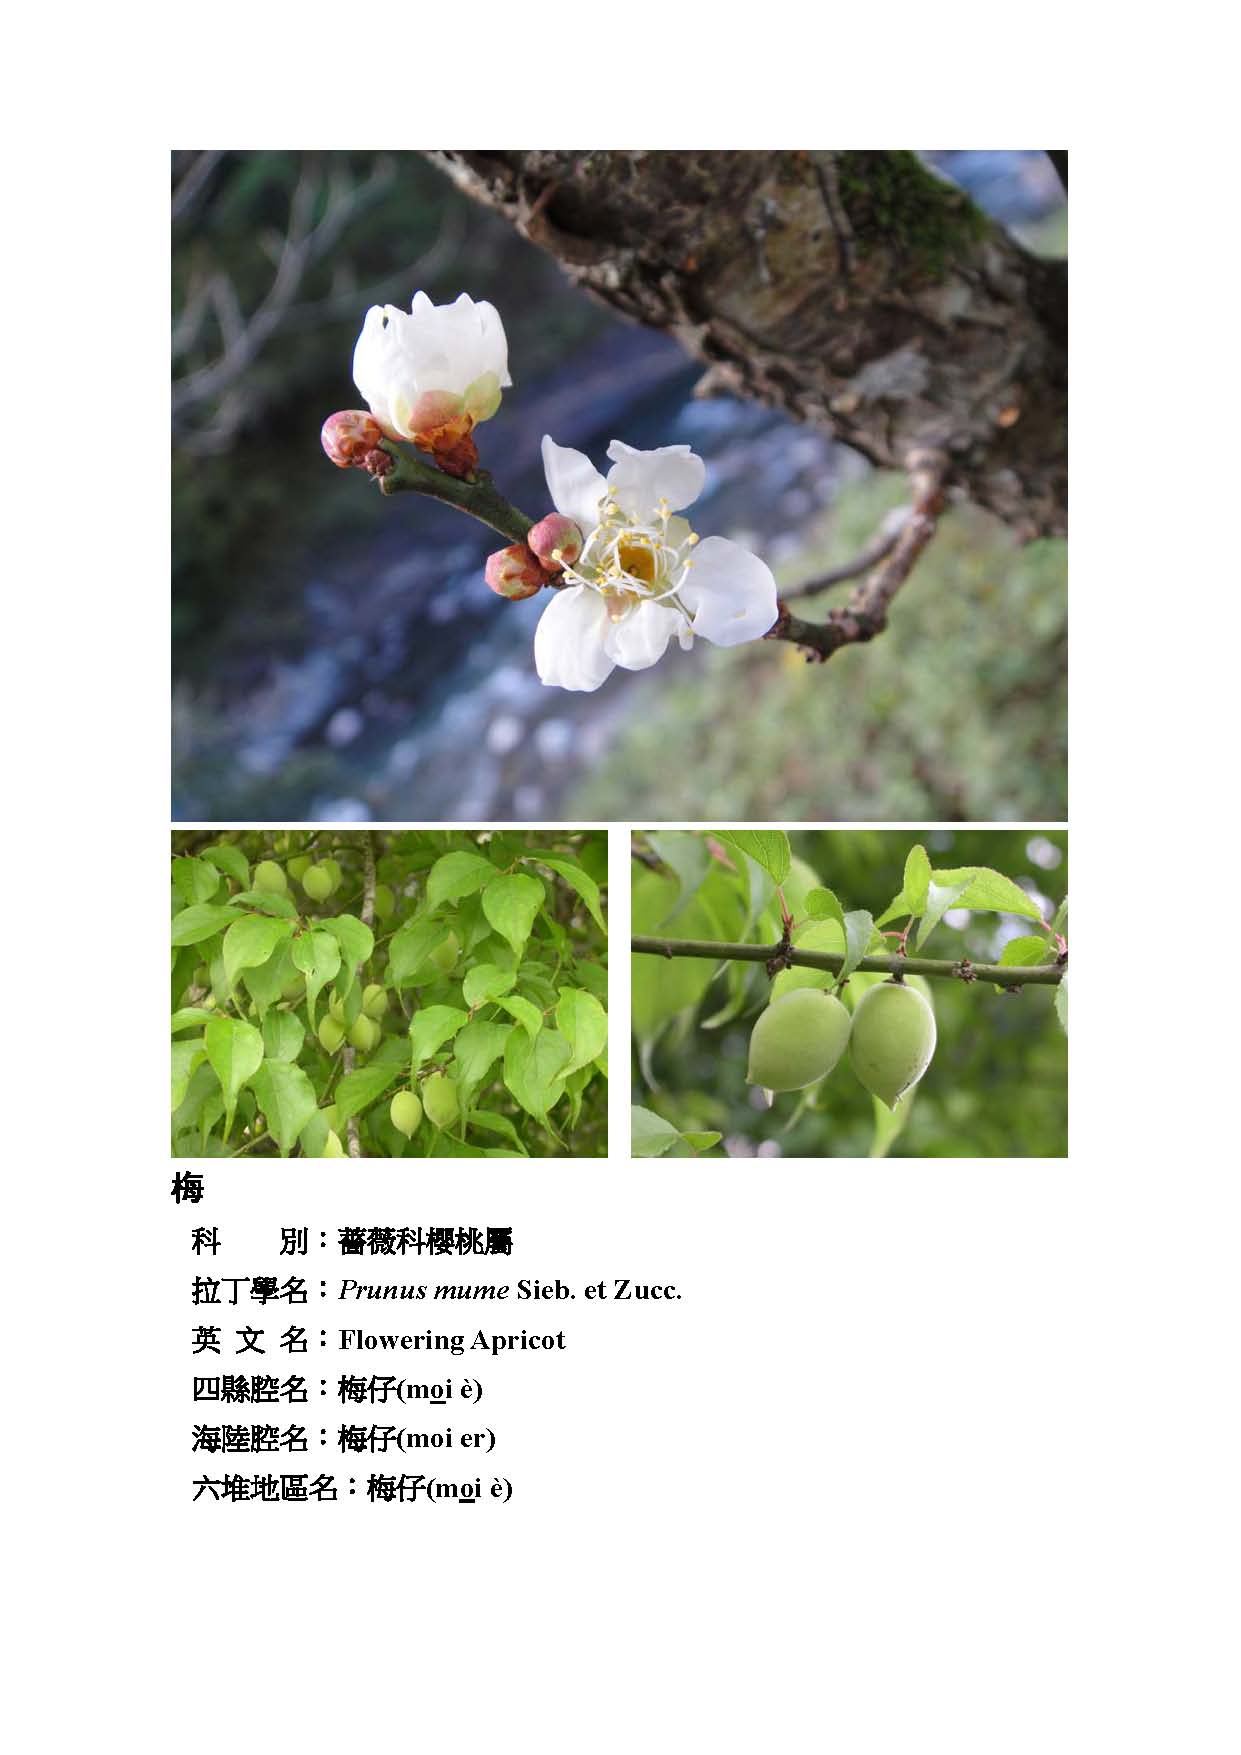 梅
科　　別：薔薇科櫻桃屬
拉丁學名：Prunus mume Sieb. et Zucc.
英 文 名：Flowering Apricot
四縣腔名：梅仔(mo̲i è)
海陸腔名：梅仔(moi er)
六堆地區名：梅仔(mo̲i è)